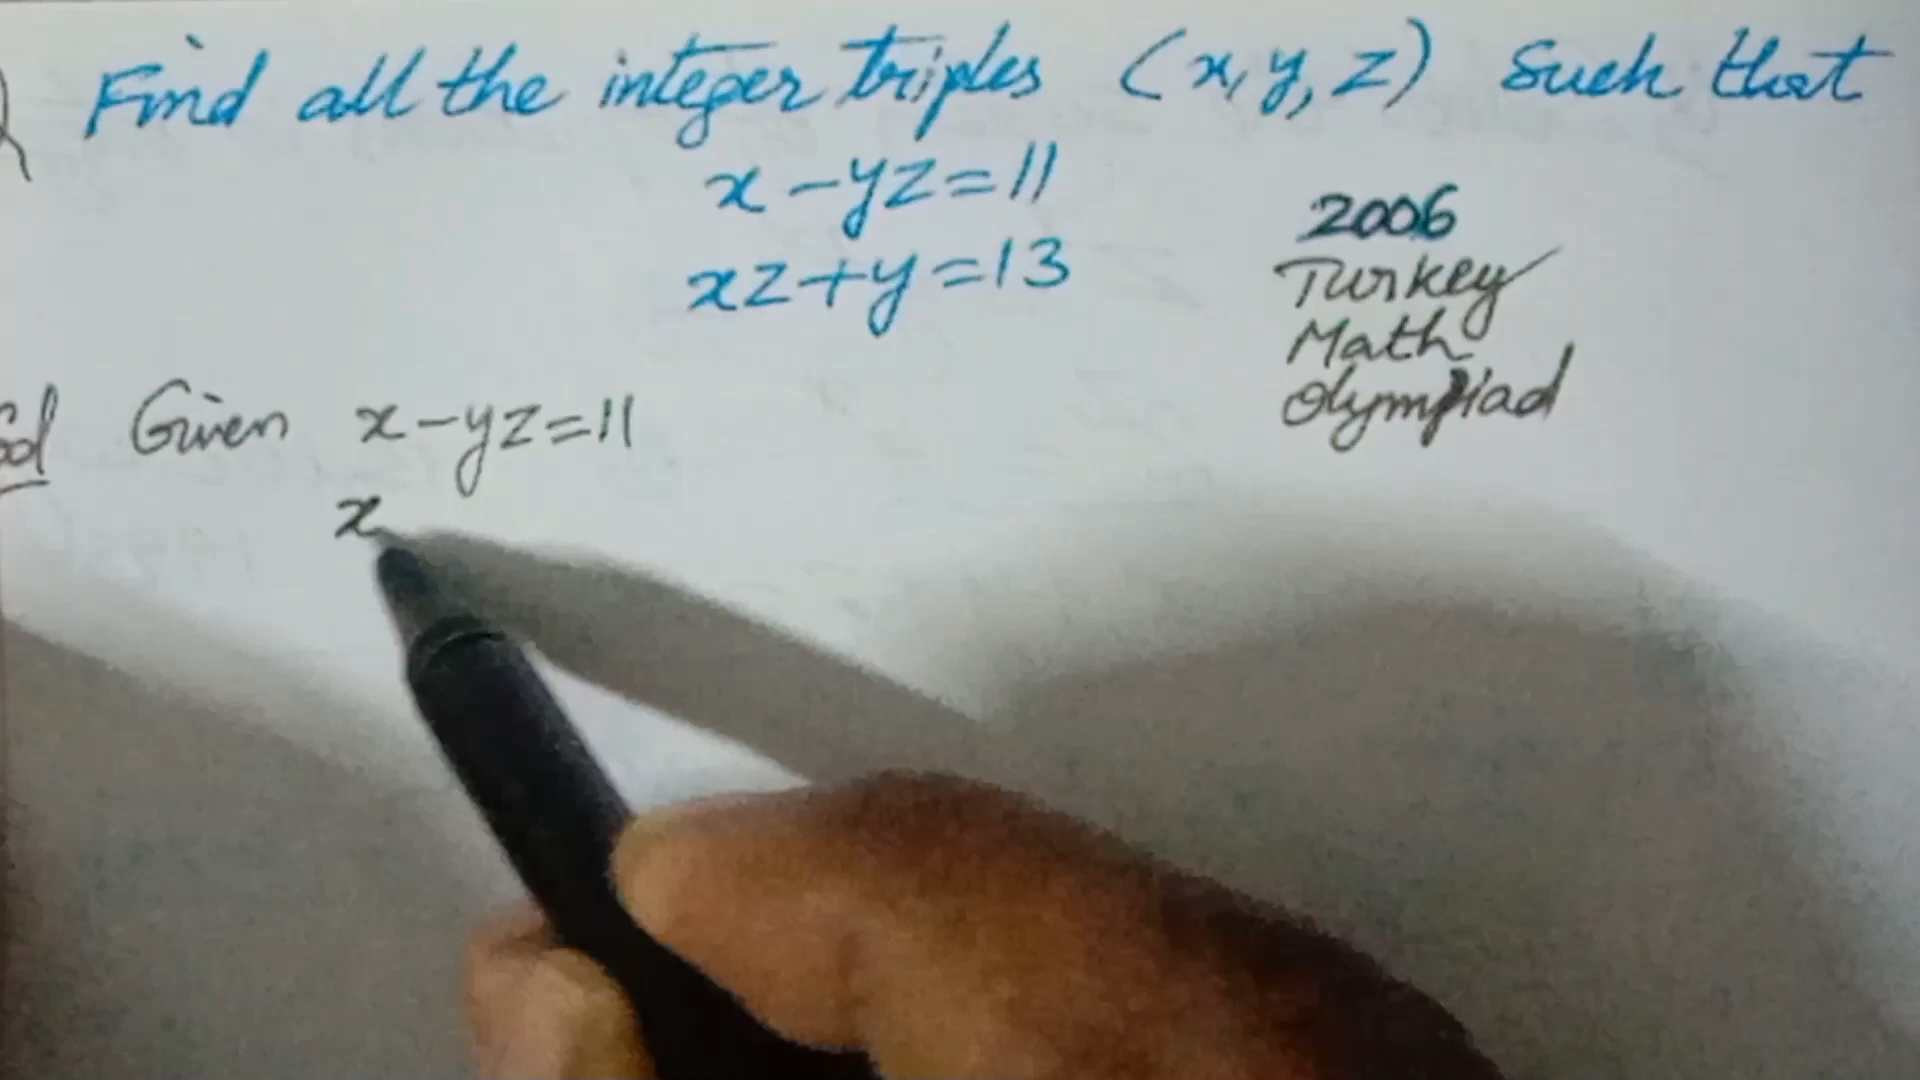 Find all the integer triples (x, y, z) such that
x - yz = 11
xz + y = 13
2006
Turkey
Math
Olympiad
Sol Given x - yz = 11
x